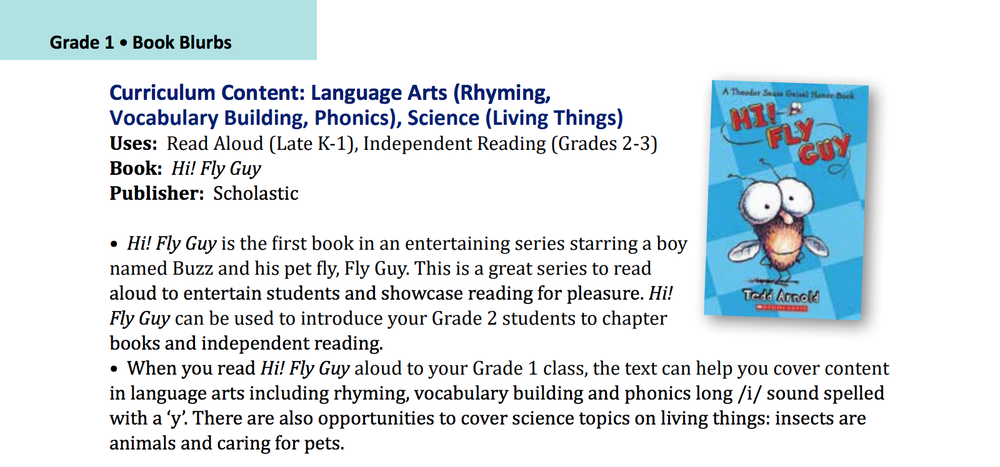 Grade 1 • Book Blurbs
Curriculum Content: Language Arts (Rhyming,
Vocabulary Building, Phonics), Science (Living Things)
Uses: Read Aloud (Late K-1), Independent Reading (Grades 2-3)
Book: Hi! Fly Guy
Publisher: Scholastic
• Hi! Fly Guy is the first book in an entertaining series starring a boy
named Buzz and his pet fly, Fly Guy. This is a great series to read
aloud to entertain students and showcase reading for pleasure. Hi!
Fly Guy can be used to introduce your Grade 2 students to chapter
books and independent reading.
• When you read Hi! Fly Guy aloud to your Grade 1 class, the text can help you cover content
in language arts including rhyming, vocabulary building and phonics long /i/ sound spelled
with a ‘y’. There are also opportunities to cover science topics on living things: insects are
animals and caring for pets.
A Theodor Seuss Geisel Honor Book
HI!
FLY
GUY
Tedd Arnold